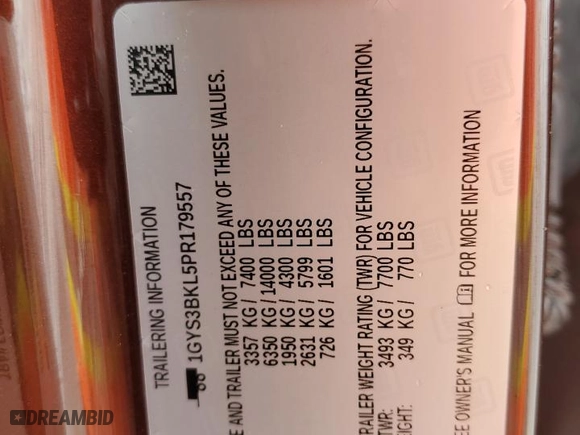 TRAILERING INFORMATION
1GYS3BKL5PR179557
E AND TRAILER MUST NOT EXCEED ANY OF THESE VALUES.
3357 KG / 7400 LBS
6350 KG / 14000 LBS
1950 KG / 4300 LBS
2631 KG / 5799 LBS
726 KG / 1601 LBS
RAILER WEIGHT RATING (TWR) FOR VEHICLE CONFIGURATION.
TWR: 3493 KG / 7700 LBS
IGHT: 349 KG / 770 LBS
EE OWNER'S MANUAL FOR MORE INFORMATION
DREAMBID